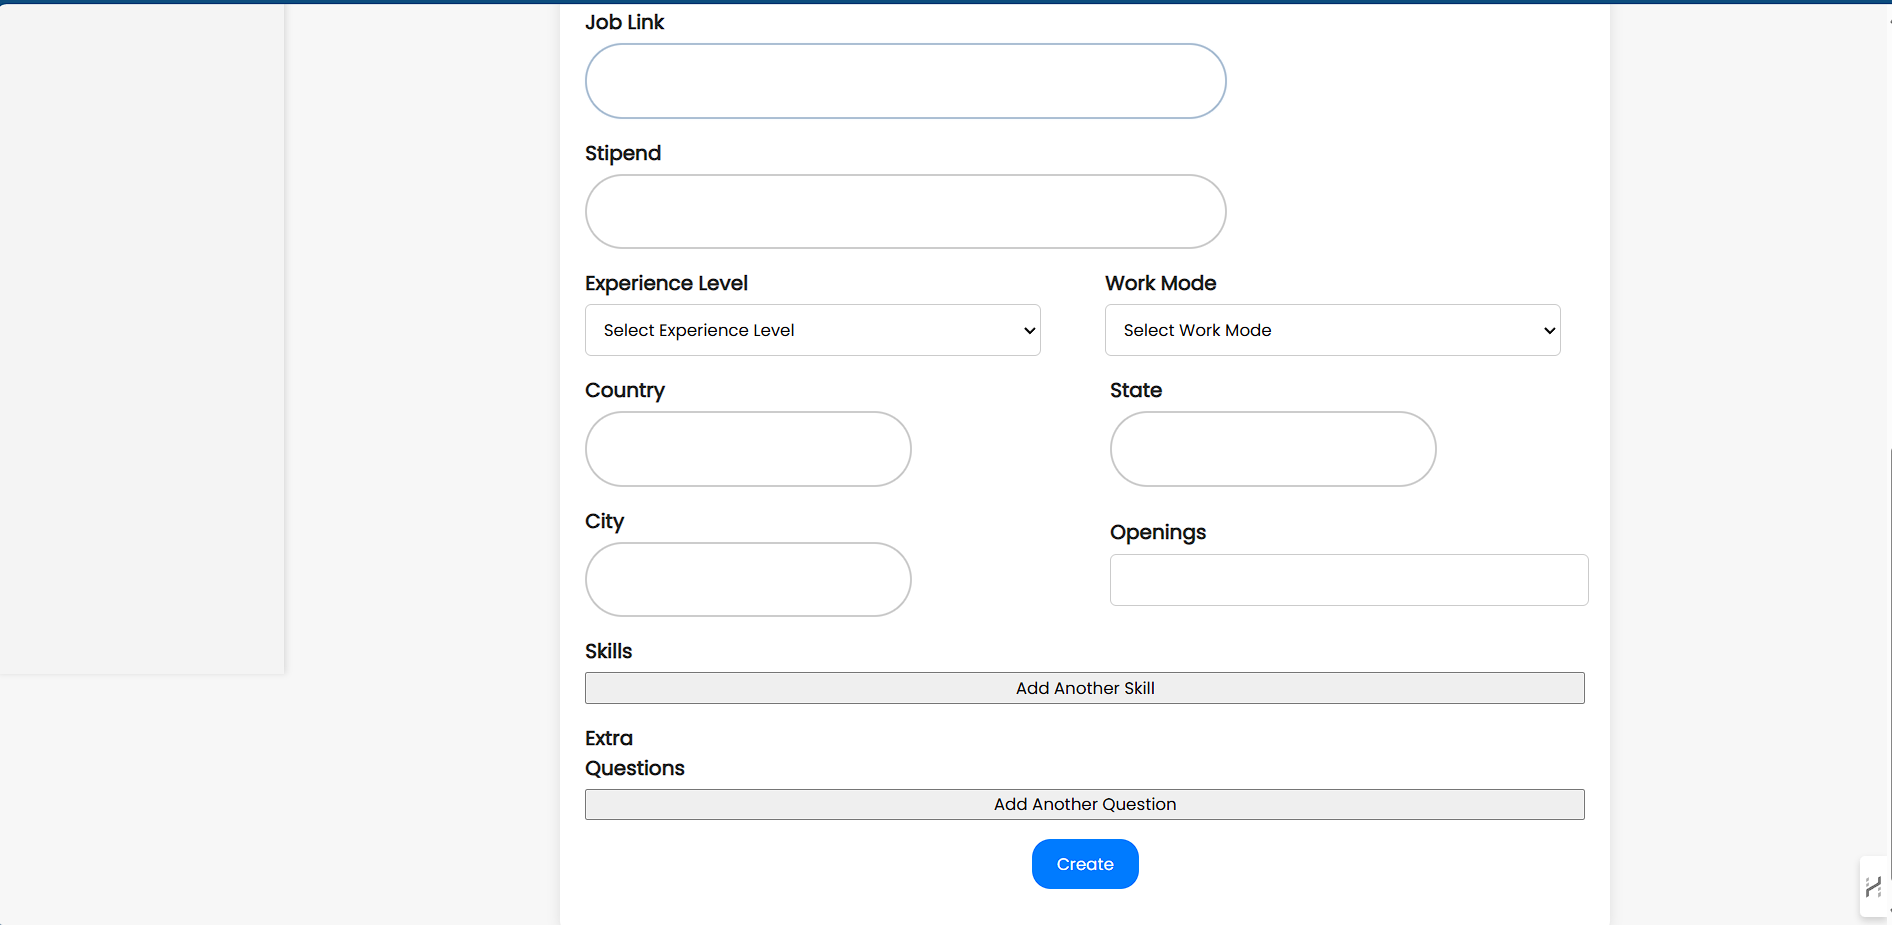 Job Link
Stipend
Experience Level
Work Mode
Select Experience Level
Select Work Mode
Country
State
City
Openings
Skills
Add Another Skill
Extra
Questions
Add Another Question
Create